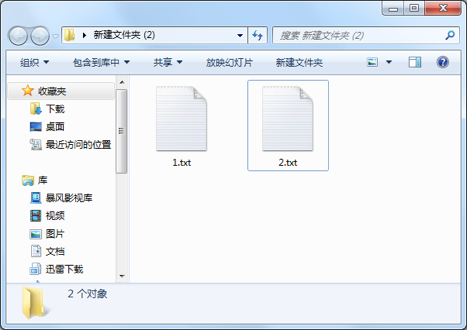 新建文件夹 (2)
搜索 新建文件夹 (2)
组织 包含到库中 共享 放映幻灯片 新建文件夹
收藏夹
下载
桌面
最近访问的位置
库
暴风影视库
视频
图片
文档
迅雷下载
1.txt
2.txt
2 个对象